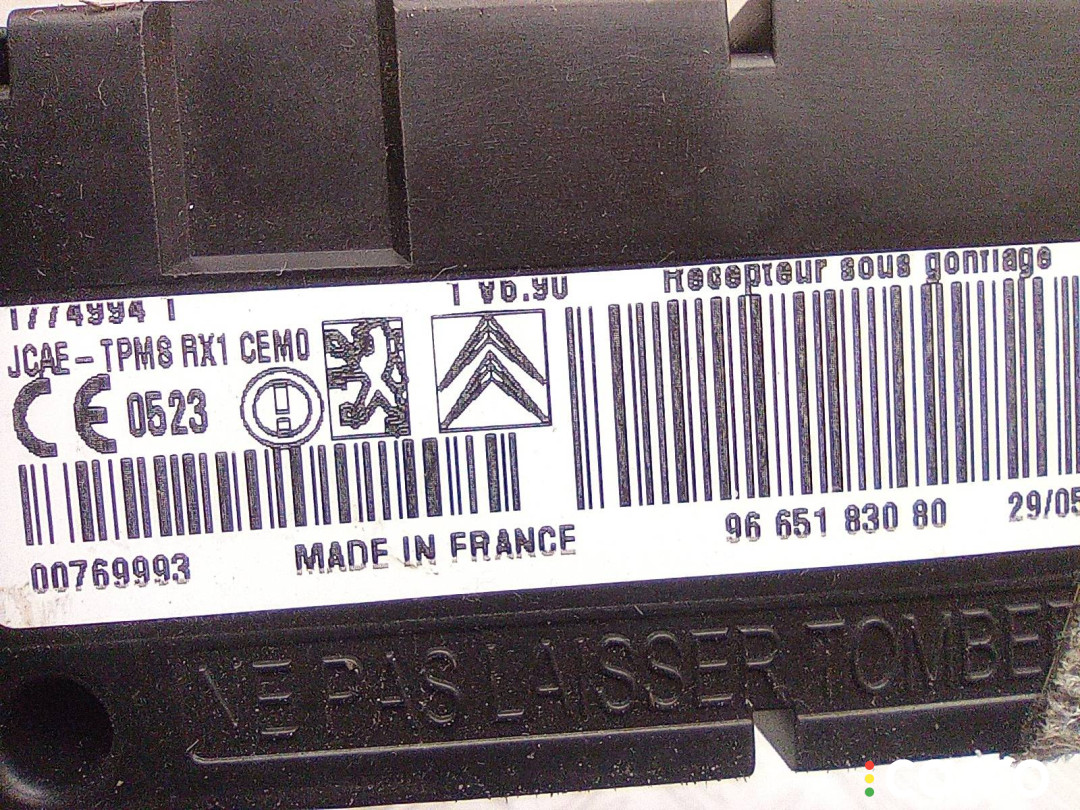 1774994 1
1 V6.90
Recepteur sous gonflage
JCAE-TPMS RX1 CEMO
CE 0523
00769993
MADE IN FRANCE
96 651 830 80
29/05
NE PAS LAISSER TOMBER